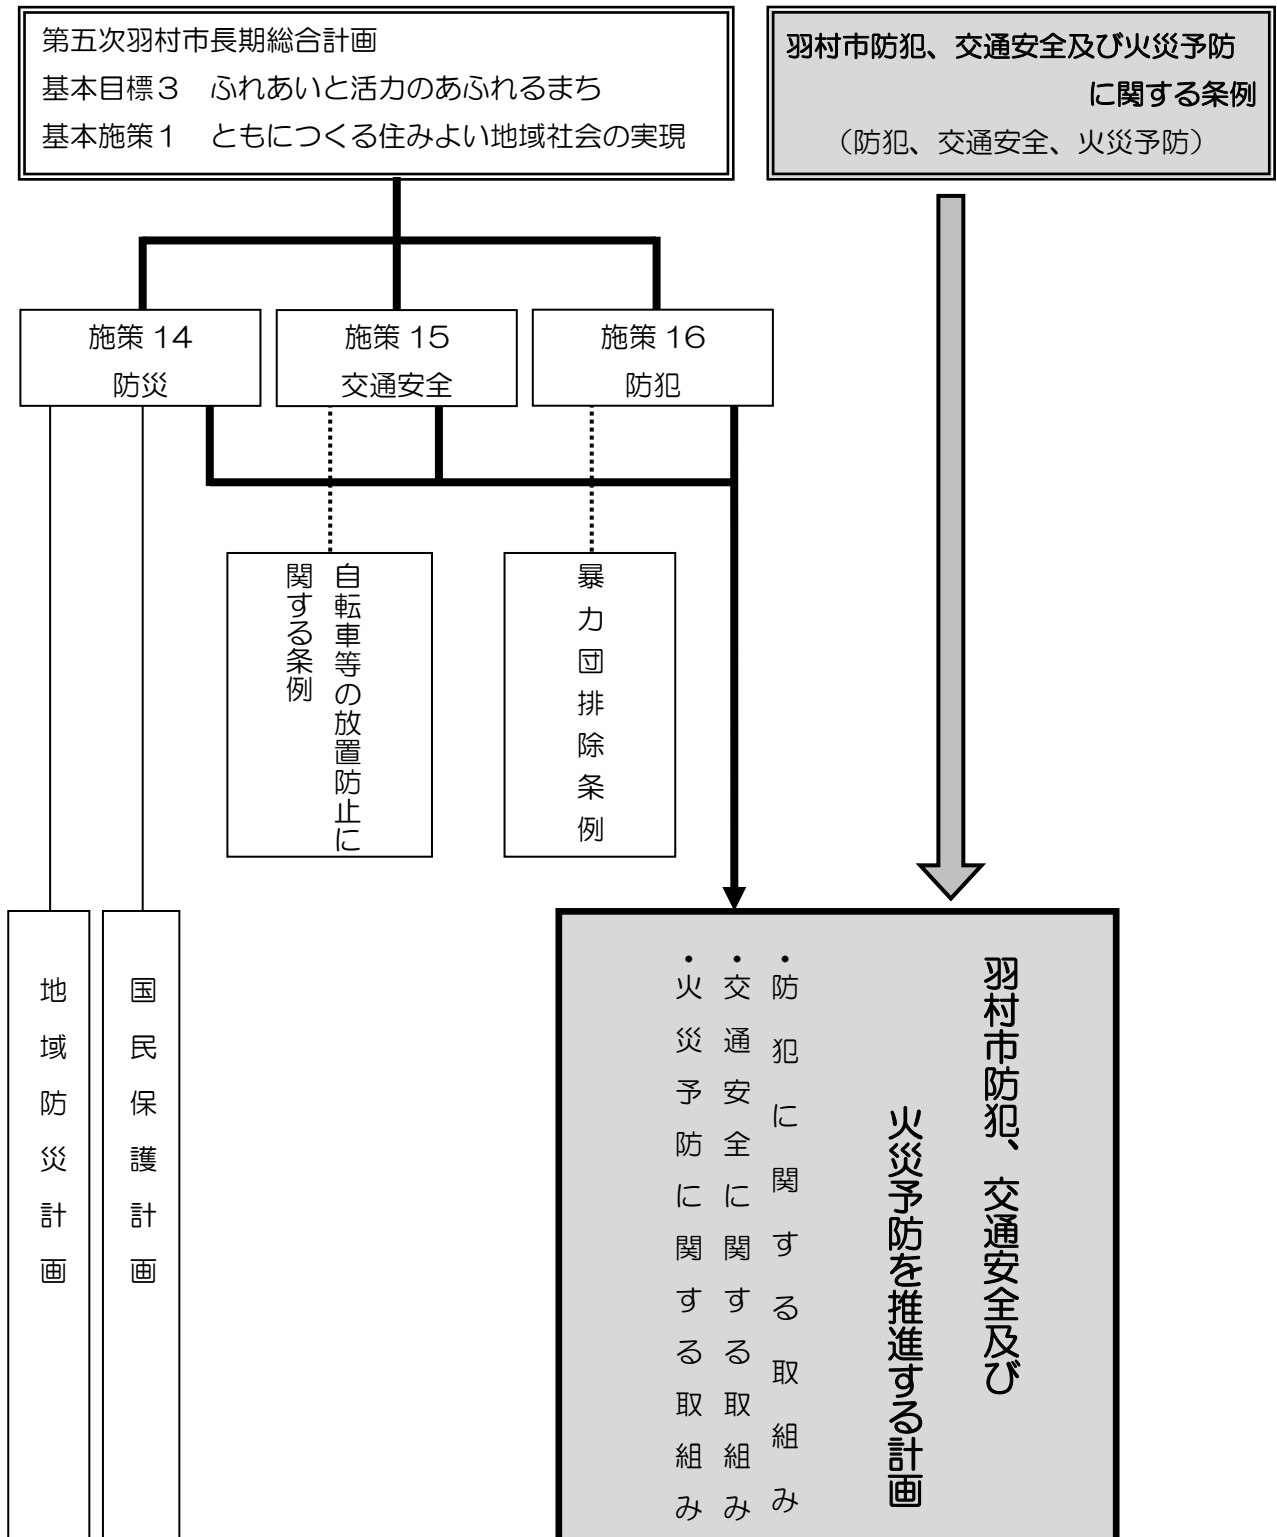 第五次羽村市長期総合計画
基本目標3　ふれあいと活力のあふれるまち
基本施策1　ともにつくる住みよい地域社会の実現
羽村市防犯、交通安全及び火災予防
に関する条例
（防犯、交通安全、火災予防）
施策 14
防災
施策 15
交通安全
施策 16
防犯
自転車等の放置防止に
関する条例
暴力団排除条例
地域防災計画
国民保護計画
羽村市防犯、交通安全及び
火災予防を推進する計画
・防犯に関する取組み
・交通安全に関する取組み
・火災予防に関する取組み